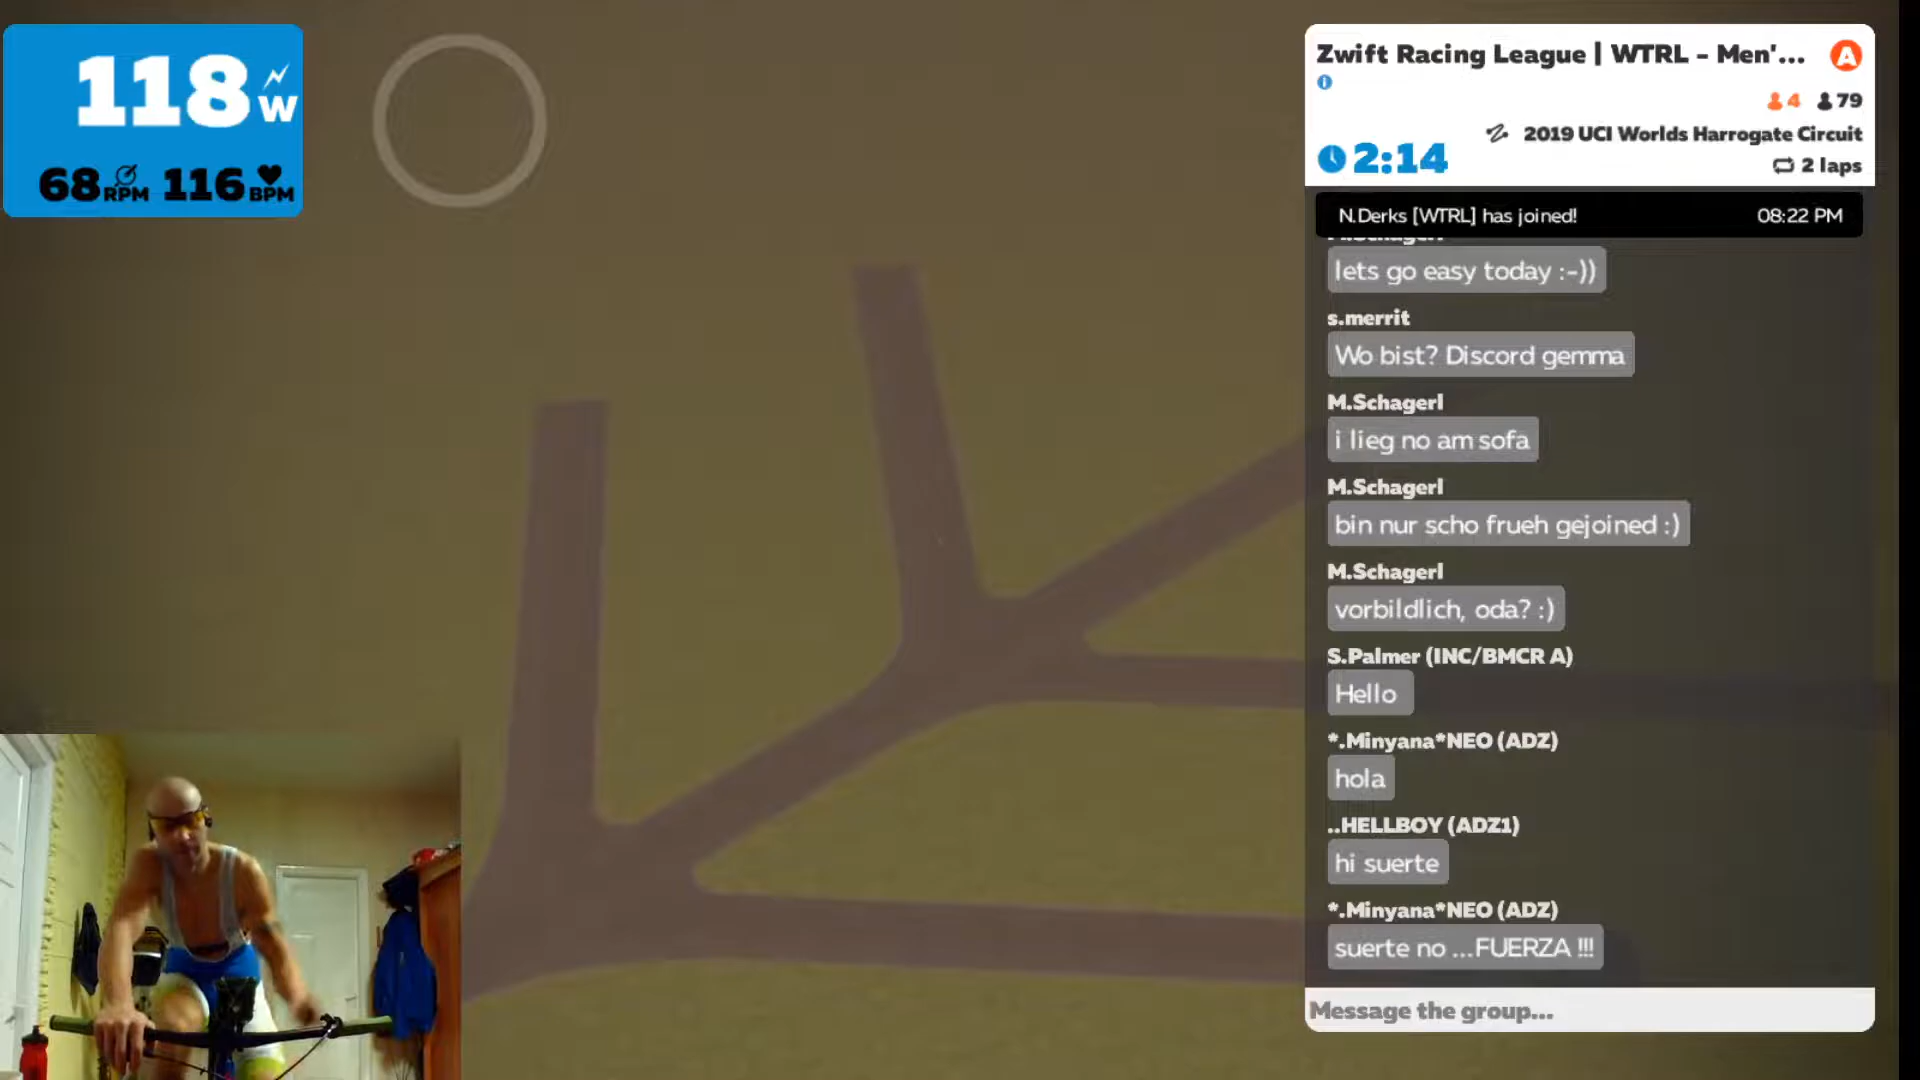 118 W
68 RPM 116 BPM
Zwift Racing League | WTRL - Men'... A
4 79
2019 UCI Worlds Harrogate Circuit
2:14
2 laps
N.Derks [WTRL] has joined! 08:22 PM
M.Schagerl
lets go easy today :-))
s.merrit
Wo bist? Discord gemma
M.Schagerl
i lieg no am sofa
M.Schagerl
bin nur scho frueh gejoined :)
M.Schagerl
vorbildlich, oda? :)
S.Palmer (INC/BMCR A)
Hello
*.Minyana*NEO (ADZ)
hola
..HELLBOY (ADZ1)
hi suerte
*.Minyana*NEO (ADZ)
suerte no ...FUERZA !!!
Message the group...